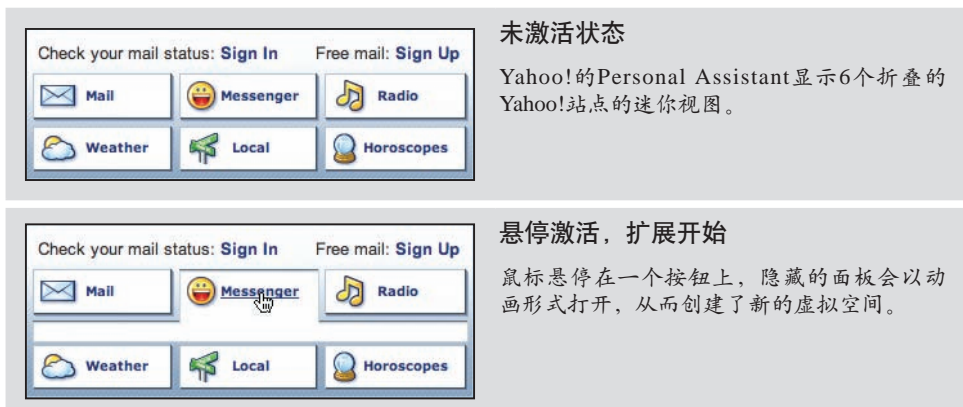 Check your mail status: Sign In Free mail: Sign Up
Mail Messenger Radio
Weather Local Horoscopes
未激活状态
Yahoo!的Personal Assistant显示6个折叠的
Yahoo!站点的迷你视图。
Check your mail status: Sign In Free mail: Sign Up
Mail Messenger Radio
Weather Local Horoscopes
悬停激活，扩展开始
鼠标悬停在一个按钮上，隐藏的面板会以动
画形式打开，从而创建了新的虚拟空间。